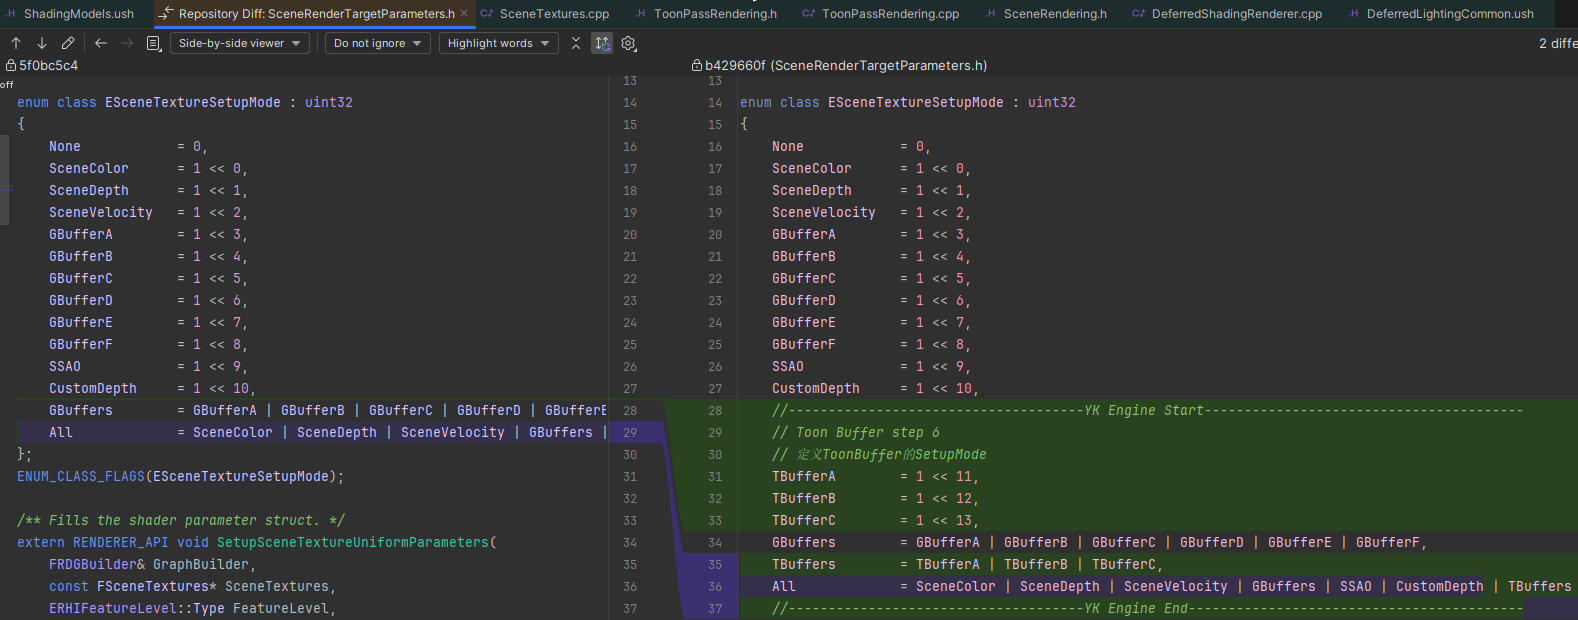 ShadingModels.ush Repository Diff: SceneRenderTargetParameters.h SceneTextures.cpp ToonPassRendering.h ToonPassRendering.cpp SceneRendering.h DeferredShadingRenderer.cpp DeferredLightingCommon.ush
Side-by-side viewer Do not ignore Highlight words 2 diffe
5f0bc5c4 b429660f (SceneRenderTargetParameters.h)
off
13 13
enum class ESceneTextureSetupMode : uint32 14 14 enum class ESceneTextureSetupMode : uint32
{ 15 15 {
None = 0, 16 16 None = 0,
SceneColor = 1 << 0, 17 17 SceneColor = 1 << 0,
SceneDepth = 1 << 1, 18 18 SceneDepth = 1 << 1,
SceneVelocity = 1 << 2, 19 19 SceneVelocity = 1 << 2,
GBufferA = 1 << 3, 20 20 GBufferA = 1 << 3,
GBufferB = 1 << 4, 21 21 GBufferB = 1 << 4,
GBufferC = 1 << 5, 22 22 GBufferC = 1 << 5,
GBufferD = 1 << 6, 23 23 GBufferD = 1 << 6,
GBufferE = 1 << 7, 24 24 GBufferE = 1 << 7,
GBufferF = 1 << 8, 25 25 GBufferF = 1 << 8,
SSAO = 1 << 9, 26 26 SSAO = 1 << 9,
CustomDepth = 1 << 10, 27 27 CustomDepth = 1 << 10,
GBuffers = GBufferA | GBufferB | GBufferC | GBufferD | GBufferE 28 28 //-------------------------------------YK Engine Start----------------------------------------
All = SceneColor | SceneDepth | SceneVelocity | GBuffers | 29 29 // Toon Buffer step 6
}; 30 30 // 定义ToonBuffer的SetupMode
ENUM_CLASS_FLAGS(ESceneTextureSetupMode); 31 31 TBufferA = 1 << 11,
32 32 TBufferB = 1 << 12,
/** Fills the shader parameter struct. */ 33 33 TBufferC = 1 << 13,
extern RENDERER_API void SetupSceneTextureUniformParameters( 34 34 GBuffers = GBufferA | GBufferB | GBufferC | GBufferD | GBufferE | GBufferF,
FRDGBuilder& GraphBuilder, 35 35 TBuffers = TBufferA | TBufferB | TBufferC,
const FSceneTextures* SceneTextures, 36 36 All = SceneColor | SceneDepth | SceneVelocity | GBuffers | SSAO | CustomDepth | TBuffers
ERHIFeatureLevel::Type FeatureLevel, 37 37 //-------------------------------------YK Engine End------------------------------------------